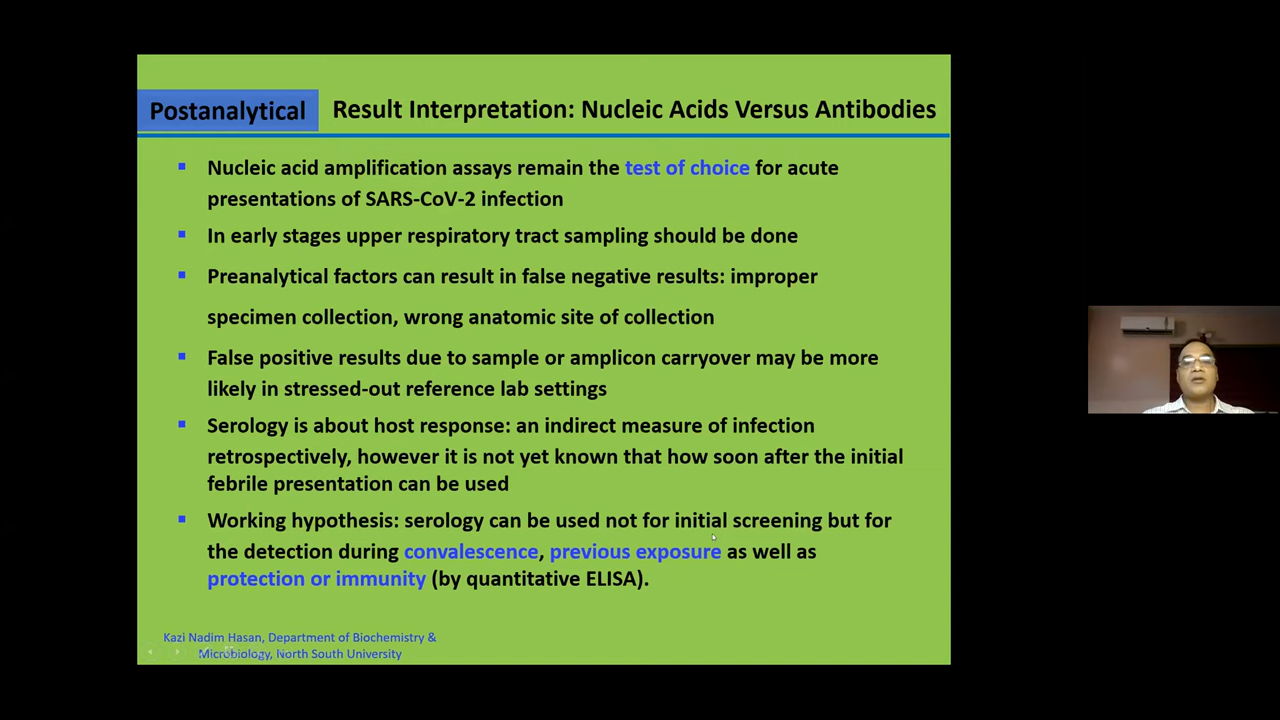 Postanalytical
Result Interpretation: Nucleic Acids Versus Antibodies
Nucleic acid amplification assays remain the test of choice for acute
presentations of SARS-CoV-2 infection
In early stages upper respiratory tract sampling should be done
Preanalytical factors can result in false negative results: improper
specimen collection, wrong anatomic site of collection
False positive results due to sample or amplicon carryover may be more
likely in stressed-out reference lab settings
Serology is about host response: an indirect measure of infection
retrospectively, however it is not yet known that how soon after the initial
febrile presentation can be used
Working hypothesis: serology can be used not for initial screening but for
the detection during convalescence, previous exposure as well as
protection or immunity (by quantitative ELISA).
Kazi Nadim Hasan, Department of Biochemistry &
Microbiology, North South University